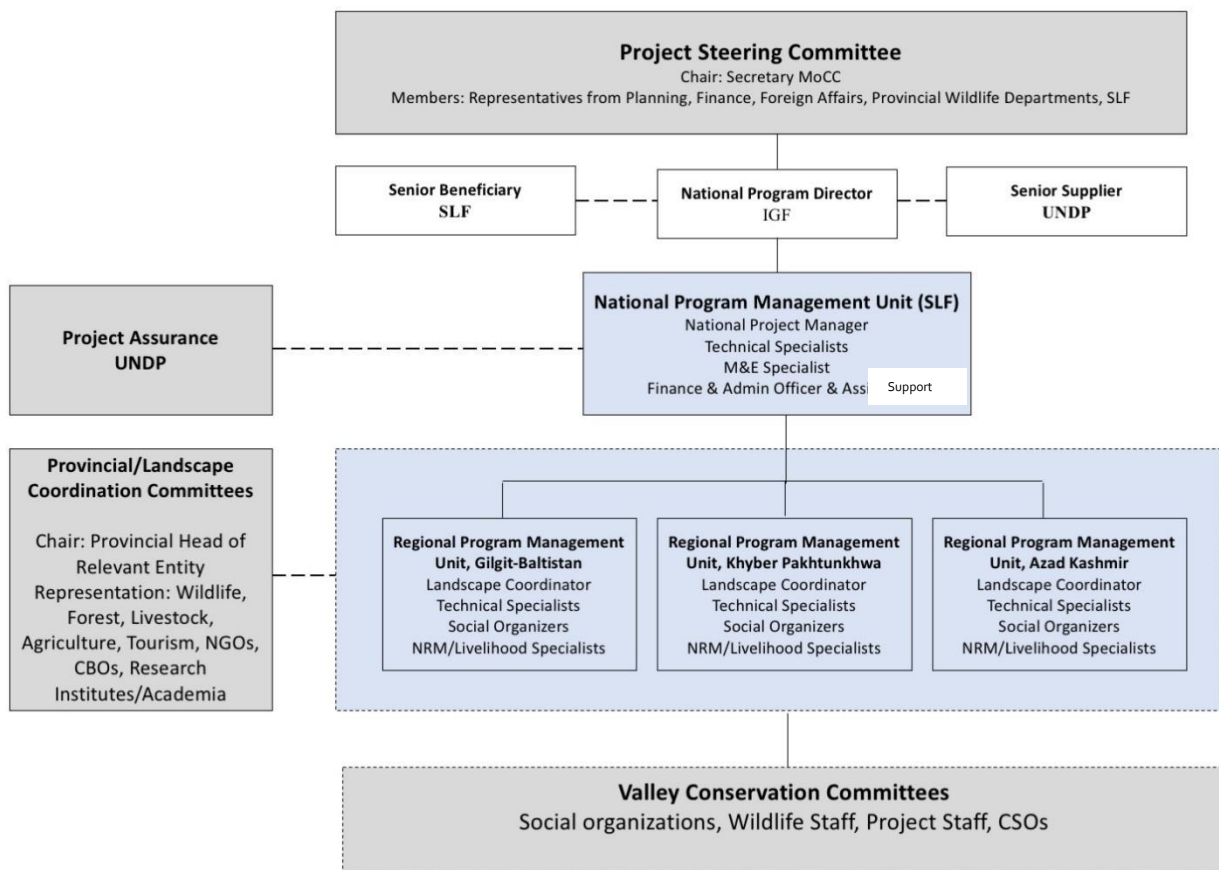 Project Steering Committee
Chair: Secretary MoCC
Members: Representatives from Planning, Finance, Foreign Affairs, Provincial Wildlife Departments, SLF
Senior Beneficiary
SLF
National Program Director
IGF
Senior Supplier
UNDP
Project Assurance
UNDP
National Program Management Unit (SLF)
National Project Manager
Technical Specialists
M&E Specialist
Finance & Admin Officer & Assi Support
Provincial/Landscape
Coordination Committees
Chair: Provincial Head of
Relevant Entity
Representation: Wildlife,
Forest, Livestock,
Agriculture, Tourism, NGOs,
CBOs, Research
Institutes/Academia
Regional Program Management
Unit, Gilgit-Baltistan
Landscape Coordinator
Technical Specialists
Social Organizers
NRM/Livelihood Specialists
Regional Program Management
Unit, Khyber Pakhtunkhwa
Landscape Coordinator
Technical Specialists
Social Organizers
NRM/Livelihood Specialists
Regional Program Management
Unit, Azad Kashmir
Landscape Coordinator
Technical Specialists
Social Organizers
NRM/Livelihood Specialists
Valley Conservation Committees
Social organizations, Wildlife Staff, Project Staff, CSOs